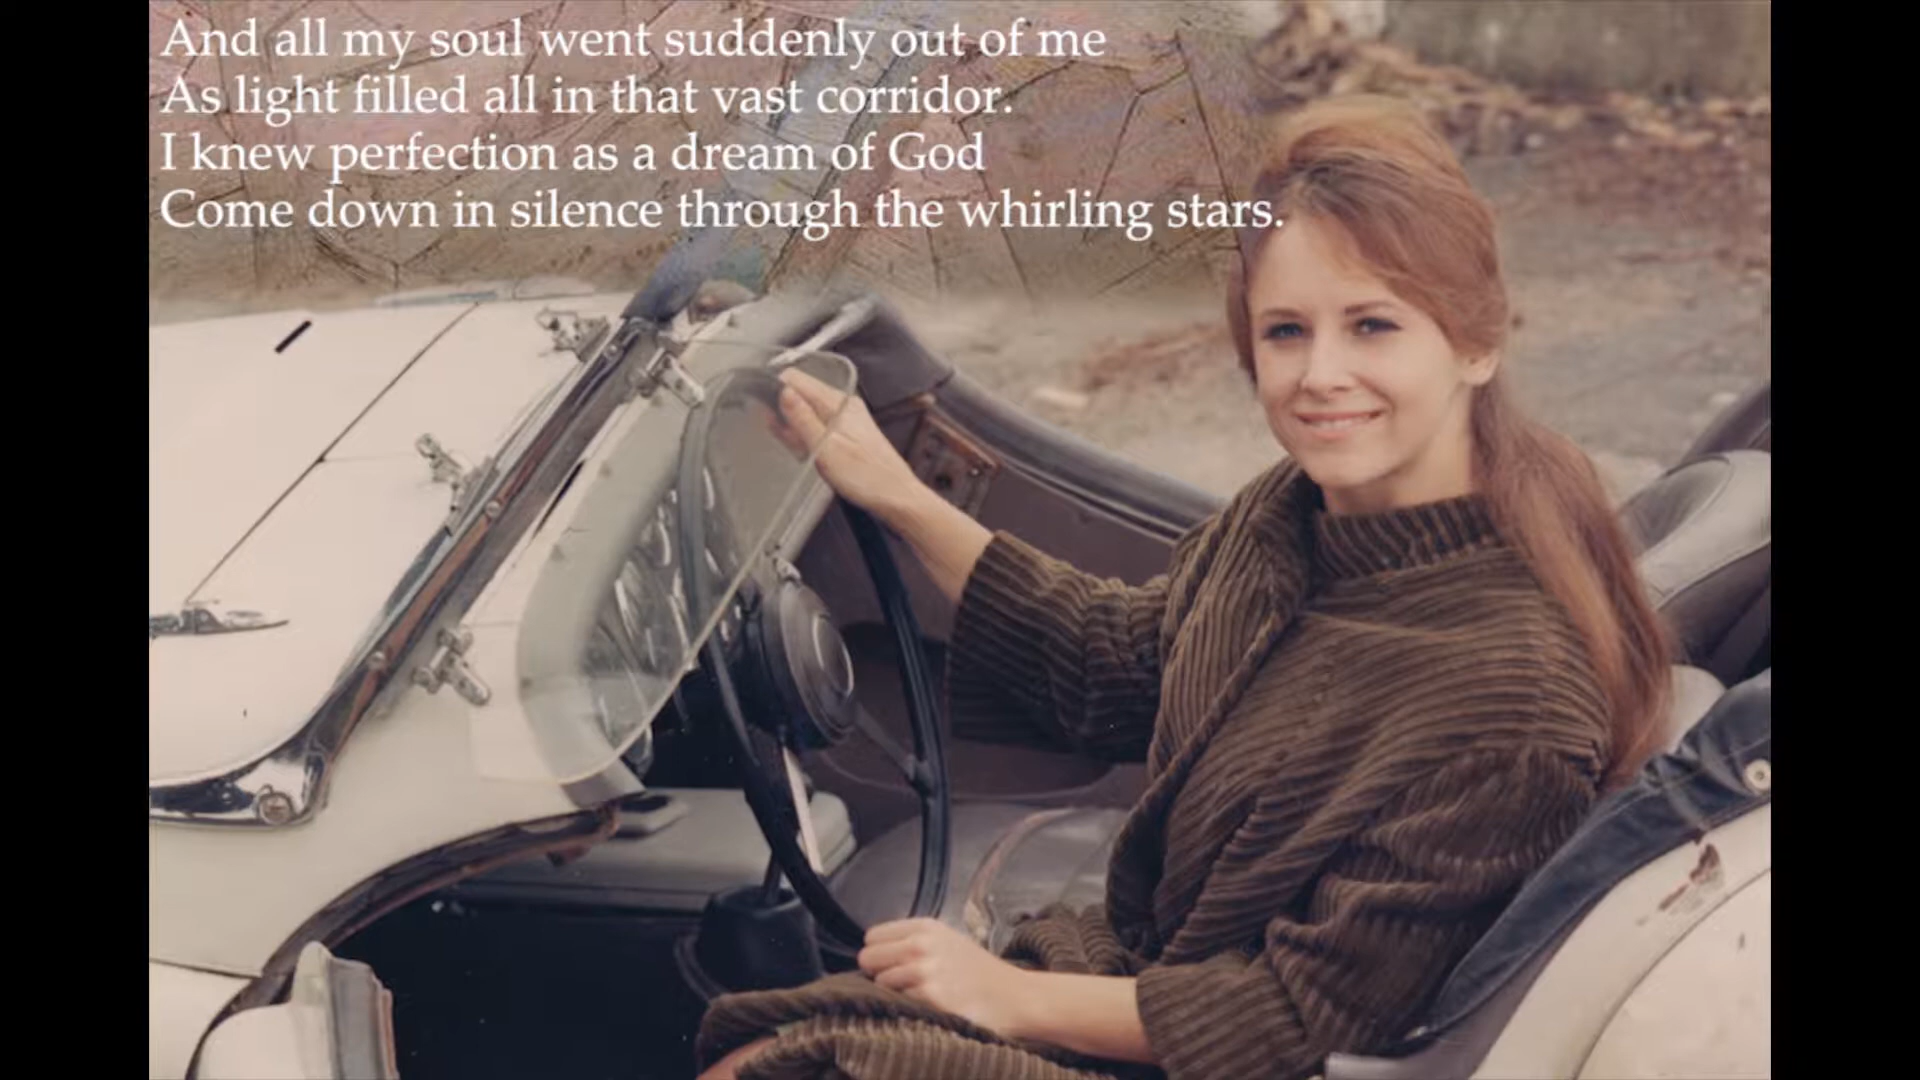 And all my soul went suddenly out of me
As light filled all in that vast corridor.
I knew perfection as a dream of God
Come down in silence through the whirling stars.